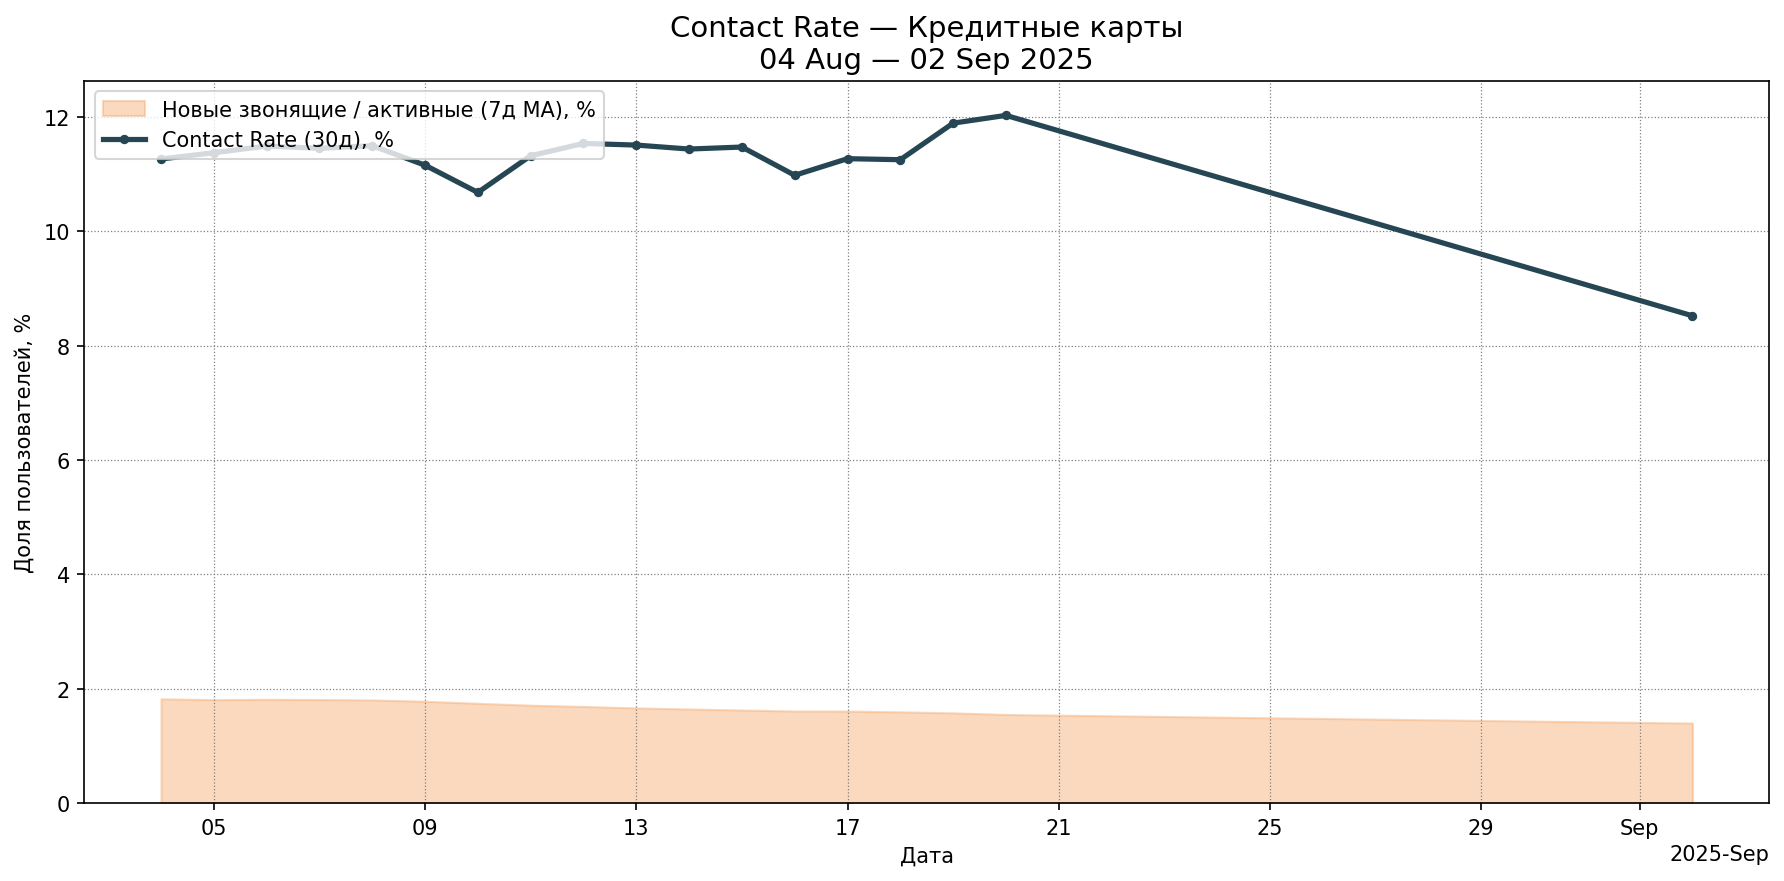 Contact Rate — Кредитные карты
04 Aug — 02 Sep 2025
Новые звонящие / активные (7д MA), %
Contact Rate (30д), %
Доля пользователей, %
12
10
8
6
4
2
0
05 09 13 17 21 25 29 Sep
Дата
2025-Sep